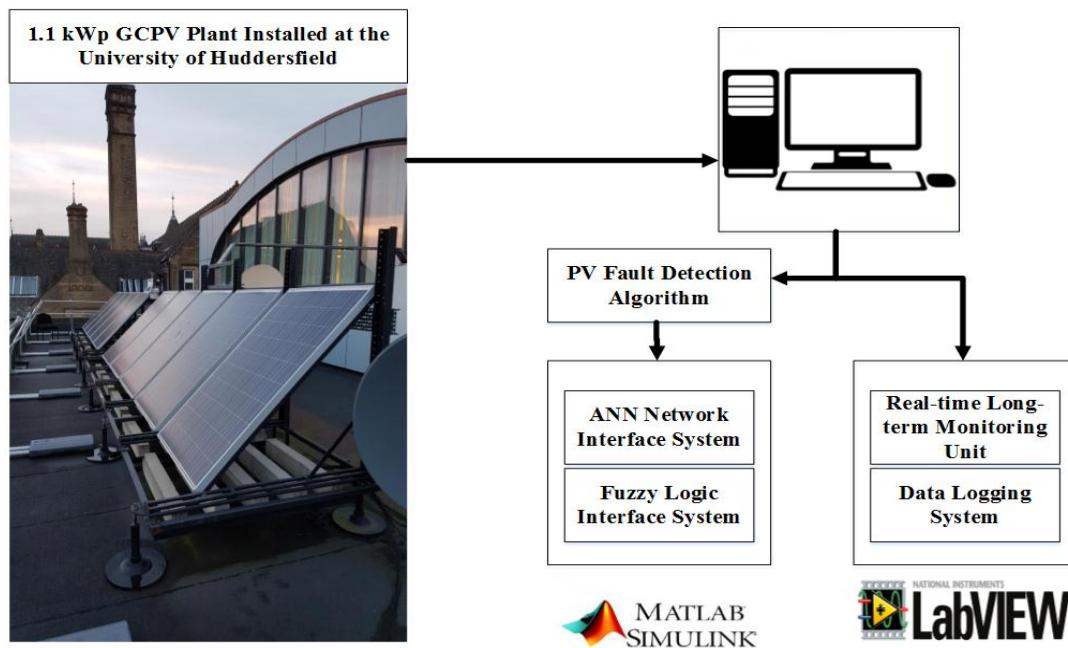 1.1 kWp GCPV Plant Installed at the
University of Huddersfield
PV Fault Detection
Algorithm
ANN Network
Interface System
Fuzzy Logic
Interface System
Real-time Long-
term Monitoring
Unit
Data Logging
System
MATLAB
SIMULINK
NATIONAL INSTRUMENTS
LabVIEW